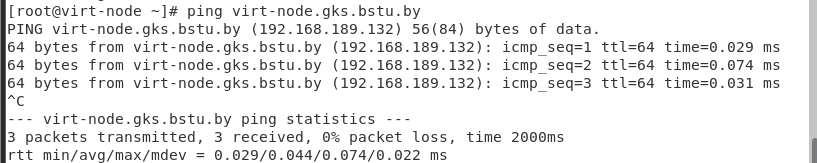 [root@virt-node ~]# ping virt-node.gks.bstu.by
PING virt-node.gks.bstu.by (192.168.189.132) 56(84) bytes of data.
64 bytes from virt-node.gks.bstu.by (192.168.189.132): icmp_seq=1 ttl=64 time=0.029 ms
64 bytes from virt-node.gks.bstu.by (192.168.189.132): icmp_seq=2 ttl=64 time=0.074 ms
64 bytes from virt-node.gks.bstu.by (192.168.189.132): icmp_seq=3 ttl=64 time=0.031 ms
^C
--- virt-node.gks.bstu.by ping statistics ---
3 packets transmitted, 3 received, 0% packet loss, time 2000ms
rtt min/avg/max/mdev = 0.029/0.044/0.074/0.022 ms